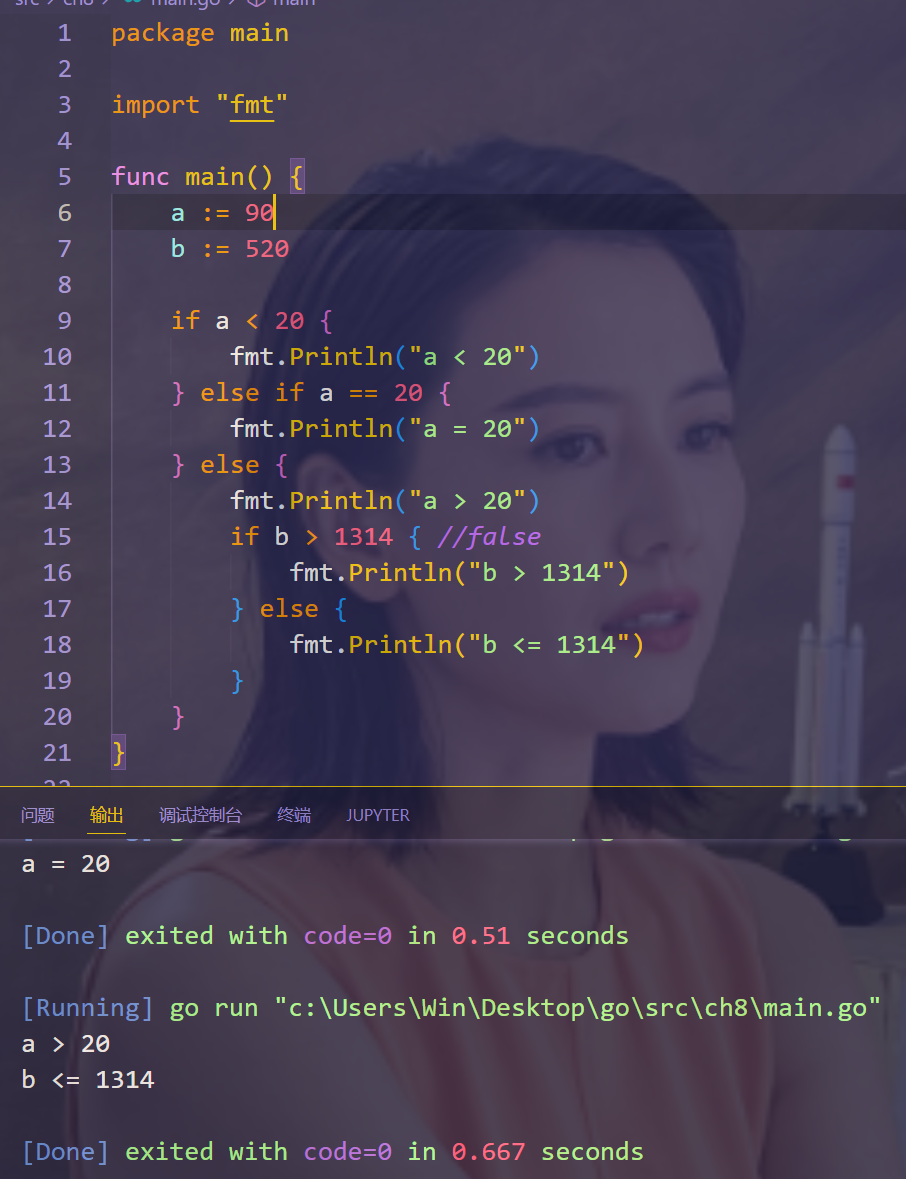 src > ch8 > main.go > main
1 package main
2
3 import "fmt"
4
5 func main() {
6     a := 90
7     b := 520
8
9     if a < 20 {
10         fmt.Println("a < 20")
11     } else if a == 20 {
12         fmt.Println("a = 20")
13     } else {
14         fmt.Println("a > 20")
15         if b > 1314 { //false
16             fmt.Println("b > 1314")
17         } else {
18             fmt.Println("b <= 1314")
19         }
20     }
21 }
问题 输出 调试控制台 终端 JUPYTER
a = 20
[Done] exited with code=0 in 0.51 seconds
[Running] go run "c:\Users\Win\Desktop\go\src\ch8\main.go"
a > 20
b <= 1314
[Done] exited with code=0 in 0.667 seconds